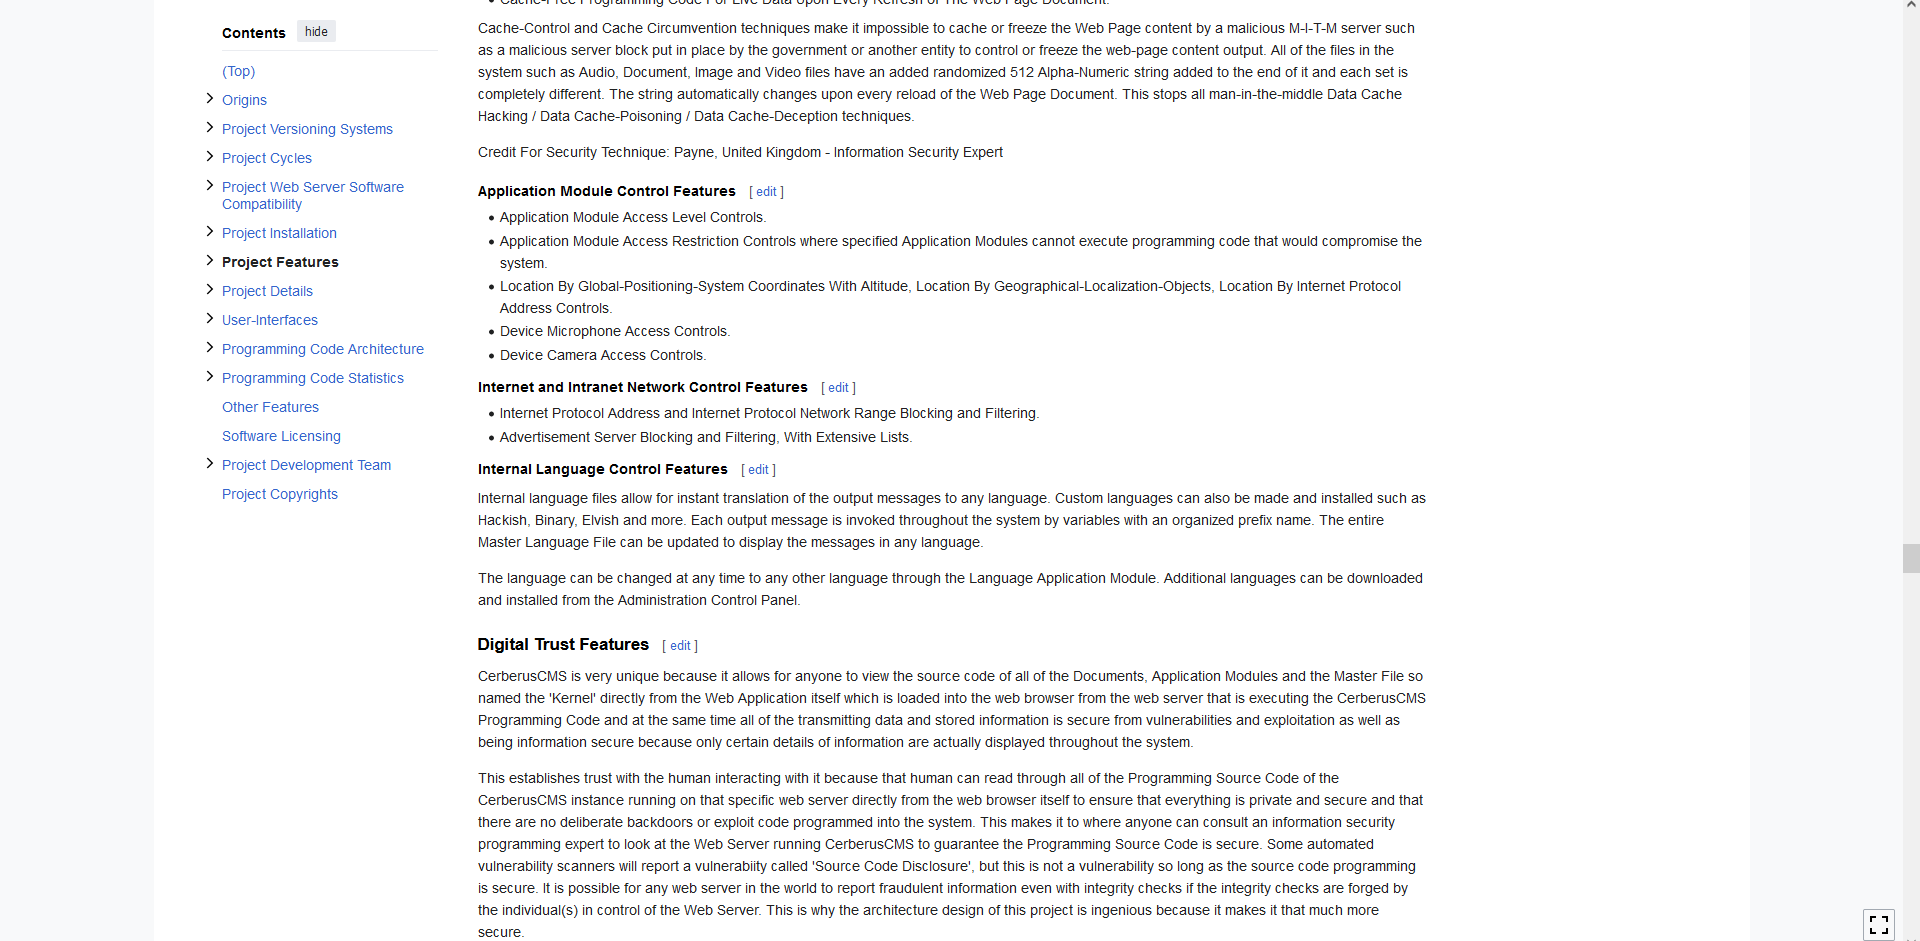 Contents hide
(Top)
Origins
Project Versioning Systems
Project Cycles
Project Web Server Software
Compatibility
Project Installation
Project Features
Project Details
User-Interfaces
Programming Code Architecture
Programming Code Statistics
Other Features
Software Licensing
Project Development Team
Project Copyrights
• Cache-Free Programming Code For Live Data Upon Every Refresh of The Web Page Document.
Cache-Control and Cache Circumvention techniques make it impossible to cache or freeze the Web Page content by a malicious M-I-T-M server such
as a malicious server block put in place by the government or another entity to control or freeze the web-page content output. All of the files in the
system such as Audio, Document, Image and Video files have an added randomized 512 Alpha-Numeric string added to the end of it and each set is
completely different. The string automatically changes upon every reload of the Web Page Document. This stops all man-in-the-middle Data Cache
Hacking / Data Cache-Poisoning / Data Cache-Deception techniques.
Credit For Security Technique: Payne, United Kingdom - Information Security Expert
Application Module Control Features [ edit ]
• Application Module Access Level Controls.
• Application Module Access Restriction Controls where specified Application Modules cannot execute programming code that would compromise the
system.
• Location By Global-Positioning-System Coordinates With Altitude, Location By Geographical-Localization-Objects, Location By Internet Protocol
Address Controls.
• Device Microphone Access Controls.
• Device Camera Access Controls.
Internet and Intranet Network Control Features [ edit ]
• Internet Protocol Address and Internet Protocol Network Range Blocking and Filtering.
• Advertisement Server Blocking and Filtering, With Extensive Lists.
Internal Language Control Features [ edit ]
Internal language files allow for instant translation of the output messages to any language. Custom languages can also be made and installed such as
Hackish, Binary, Elvish and more. Each output message is invoked throughout the system by variables with an organized prefix name. The entire
Master Language File can be updated to display the messages in any language.
The language can be changed at any time to any other language through the Language Application Module. Additional languages can be downloaded
and installed from the Administration Control Panel.
Digital Trust Features [ edit ]
CerberusCMS is very unique because it allows for anyone to view the source code of all of the Documents, Application Modules and the Master File so
named the 'Kernel' directly from the Web Application itself which is loaded into the web browser from the web server that is executing the CerberusCMS
Programming Code and at the same time all of the transmitting data and stored information is secure from vulnerabilities and exploitation as well as
being information secure because only certain details of information are actually displayed throughout the system.
This establishes trust with the human interacting with it because that human can read through all of the Programming Source Code of the
CerberusCMS instance running on that specific web server directly from the web browser itself to ensure that everything is private and secure and that
there are no deliberate backdoors or exploit code programmed into the system. This makes it to where anyone can consult an information security
programming expert to look at the Web Server running CerberusCMS to guarantee the Programming Source Code is secure. Some automated
vulnerability scanners will report a vulnerabiity called 'Source Code Disclosure', but this is not a vulnerability so long as the source code programming
is secure. It is possible for any web server in the world to report fraudulent information even with integrity checks if the integrity checks are forged by
the individual(s) in control of the Web Server. This is why the architecture design of this project is ingenious because it makes it that much more
secure.